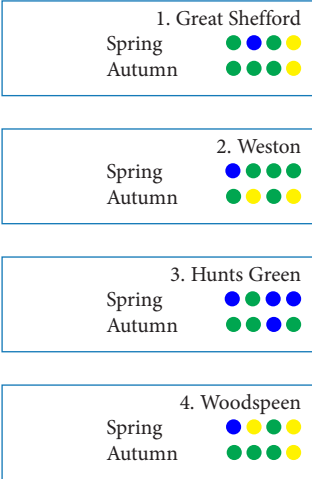 1. Great Shefford
Spring
Autumn
2. Weston
Spring
Autumn
3. Hunts Green
Spring
Autumn
4. Woodspeen
Spring
Autumn